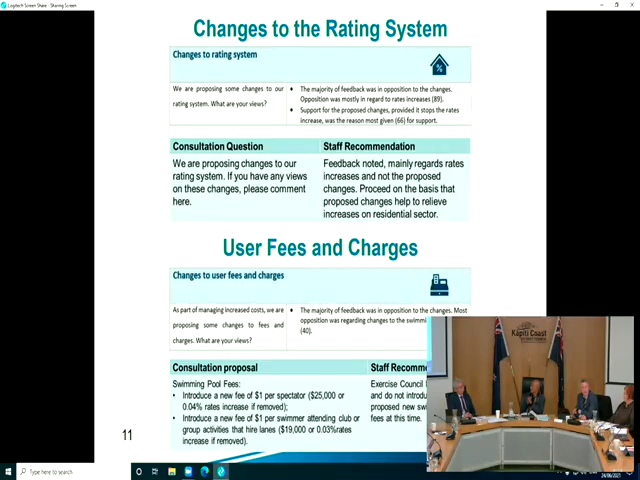 Logitech Screen Share - Sharing Screen
Changes to the Rating System
Changes to rating system
We are proposing some changes to our
rating system. What are your views?
♦ The majority of feedback was in opposition to the changes.
Opposition was mostly in regard to rates increases (89).
♦ Support for the proposed changes, provided it stops the rates
increase, was the reason most given (66) for support.
Consultation Question
We are proposing changes to our
rating system. If you have any views
on these changes, please comment
here.
Staff Recommendation
Feedback noted, mainly regards rates
increases and not the proposed
changes. Proceed on the basis that
proposed changes help to relieve
increases on residential sector.
User Fees and Charges
Changes to user fees and charges
As part of managing increased costs, we are
proposing some changes to fees and
charges. What are your views?
♦ The majority of feedback was in opposition to the changes. Most
opposition was regarding changes to the swimmi
(40).
Consultation proposal
Swimming Pool Fees:
• Introduce a new fee of $1 per spectator ($25,000 or
0.04% rates increase if removed);
• Introduce a new fee of $1 per swimmer attending club or
group activities that hire lanes ($19,000 or 0.03%rates
increase if removed).
Staff Recomme
Exercise Council
and do not introduc
proposed new swi
fees at this time.
11
Kāpiti Coast
Type here to search
24/06/2021